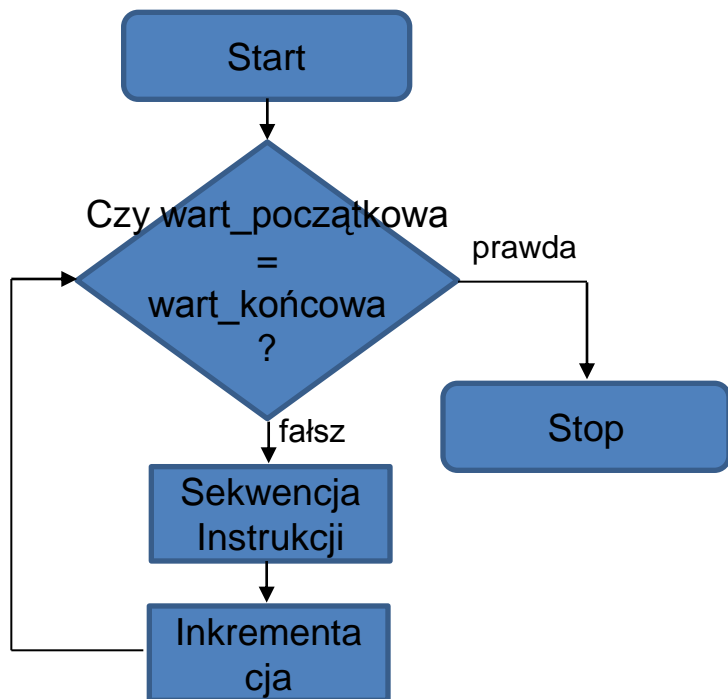 Start
Czy wart_początkowa
=
wart_końcowa
?
prawda
fałsz
Stop
Sekwencja
Instrukcji
Inkrementa
cja